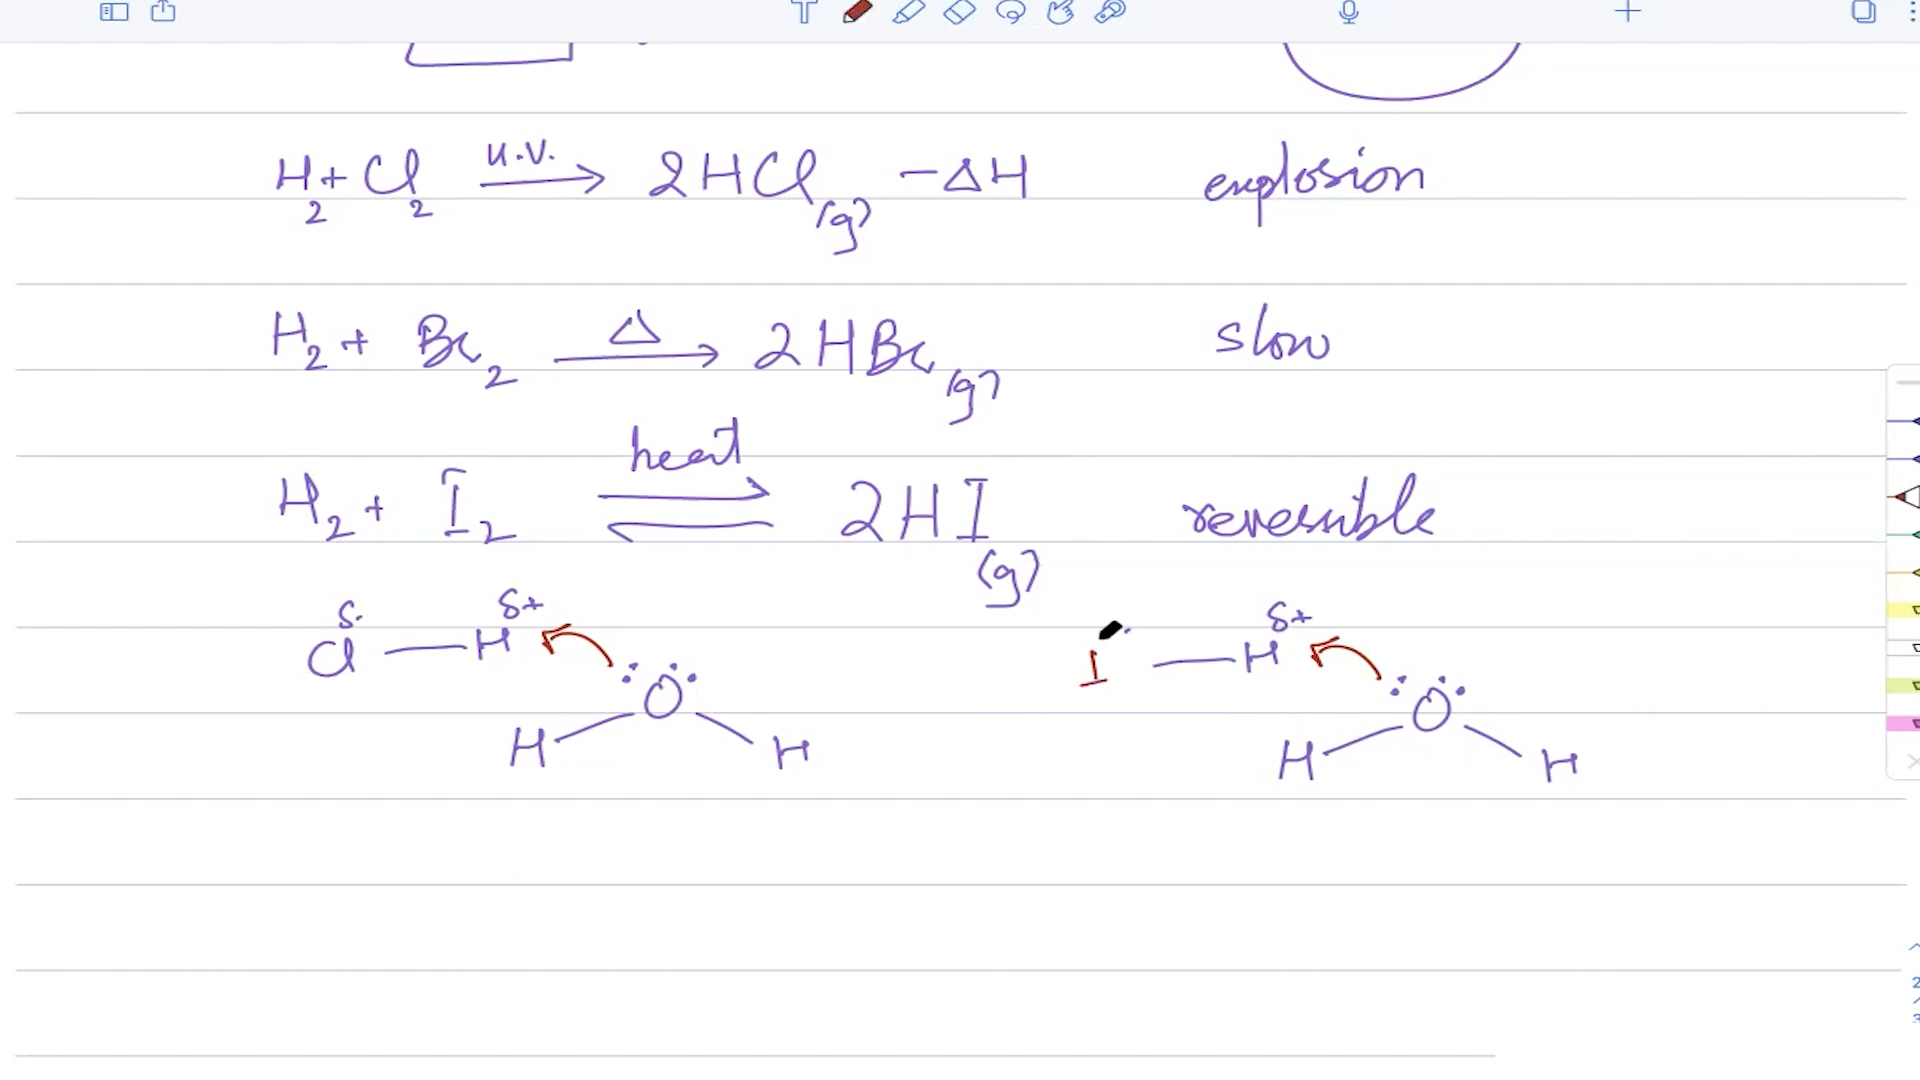 H₂ + Cl₂ —u.v.→ 2HCl(g) -ΔH explosion
H₂ + Br₂ —Δ→ 2HBr(g) slow
H₂ + I₂ ⇌ heat 2HI(g) reversible
δ- δ+ δ+
Cl — H I — H
:Ö: :Ö:
H H H H